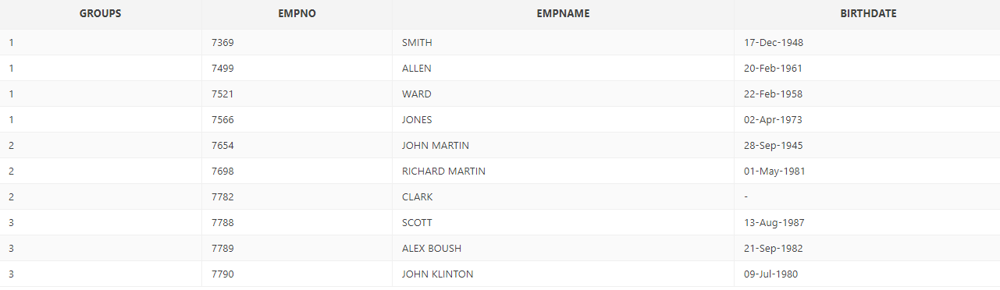 GROUPS EMPNO EMPNAME BIRTHDATE
1 7369 SMITH 17-Dec-1948
1 7499 ALLEN 20-Feb-1961
1 7521 WARD 22-Feb-1958
1 7566 JONES 02-Apr-1973
2 7654 JOHN MARTIN 28-Sep-1945
2 7698 RICHARD MARTIN 01-May-1981
2 7782 CLARK -
3 7788 SCOTT 13-Aug-1987
3 7789 ALEX BOUSH 21-Sep-1982
3 7790 JOHN KLINTON 09-Jul-1980